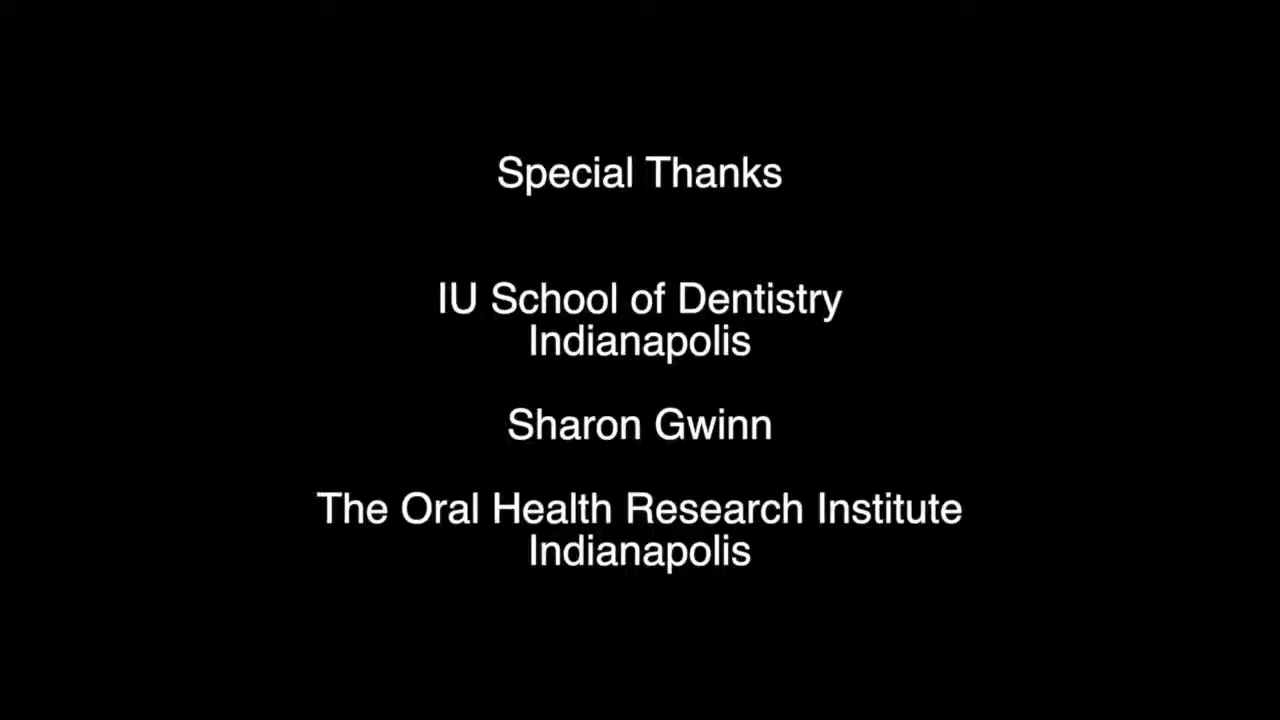 Special Thanks
IU School of Dentistry
Indianapolis
Sharon Gwinn
The Oral Health Research Institute
Indianapolis